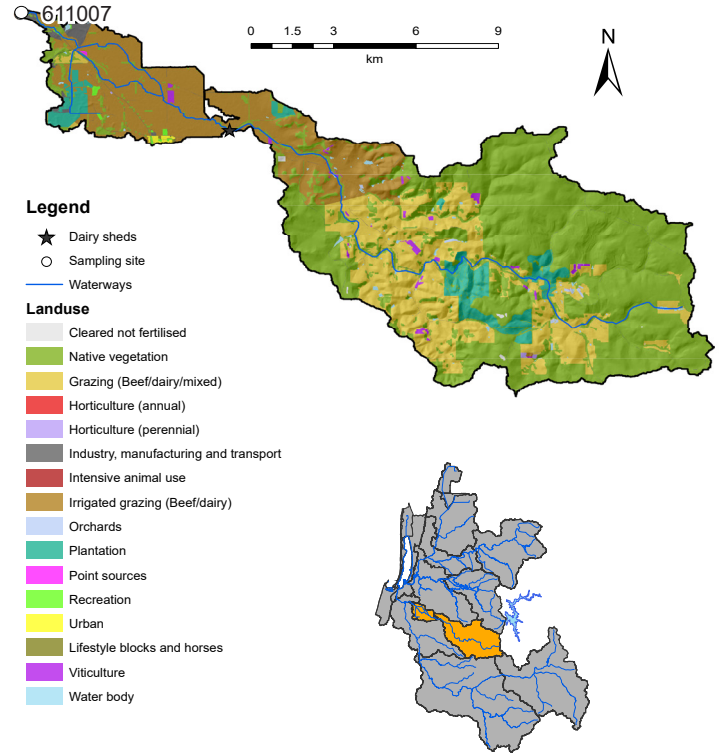 611007
0 1.5 3 6 9
km
N
Legend
Dairy sheds
Sampling site
Waterways
Landuse
Cleared not fertilised
Native vegetation
Grazing (Beef/dairy/mixed)
Horticulture (annual)
Horticulture (perennial)
Industry, manufacturing and transport
Intensive animal use
Irrigated grazing (Beef/dairy)
Orchards
Plantation
Point sources
Recreation
Urban
Lifestyle blocks and horses
Viticulture
Water body